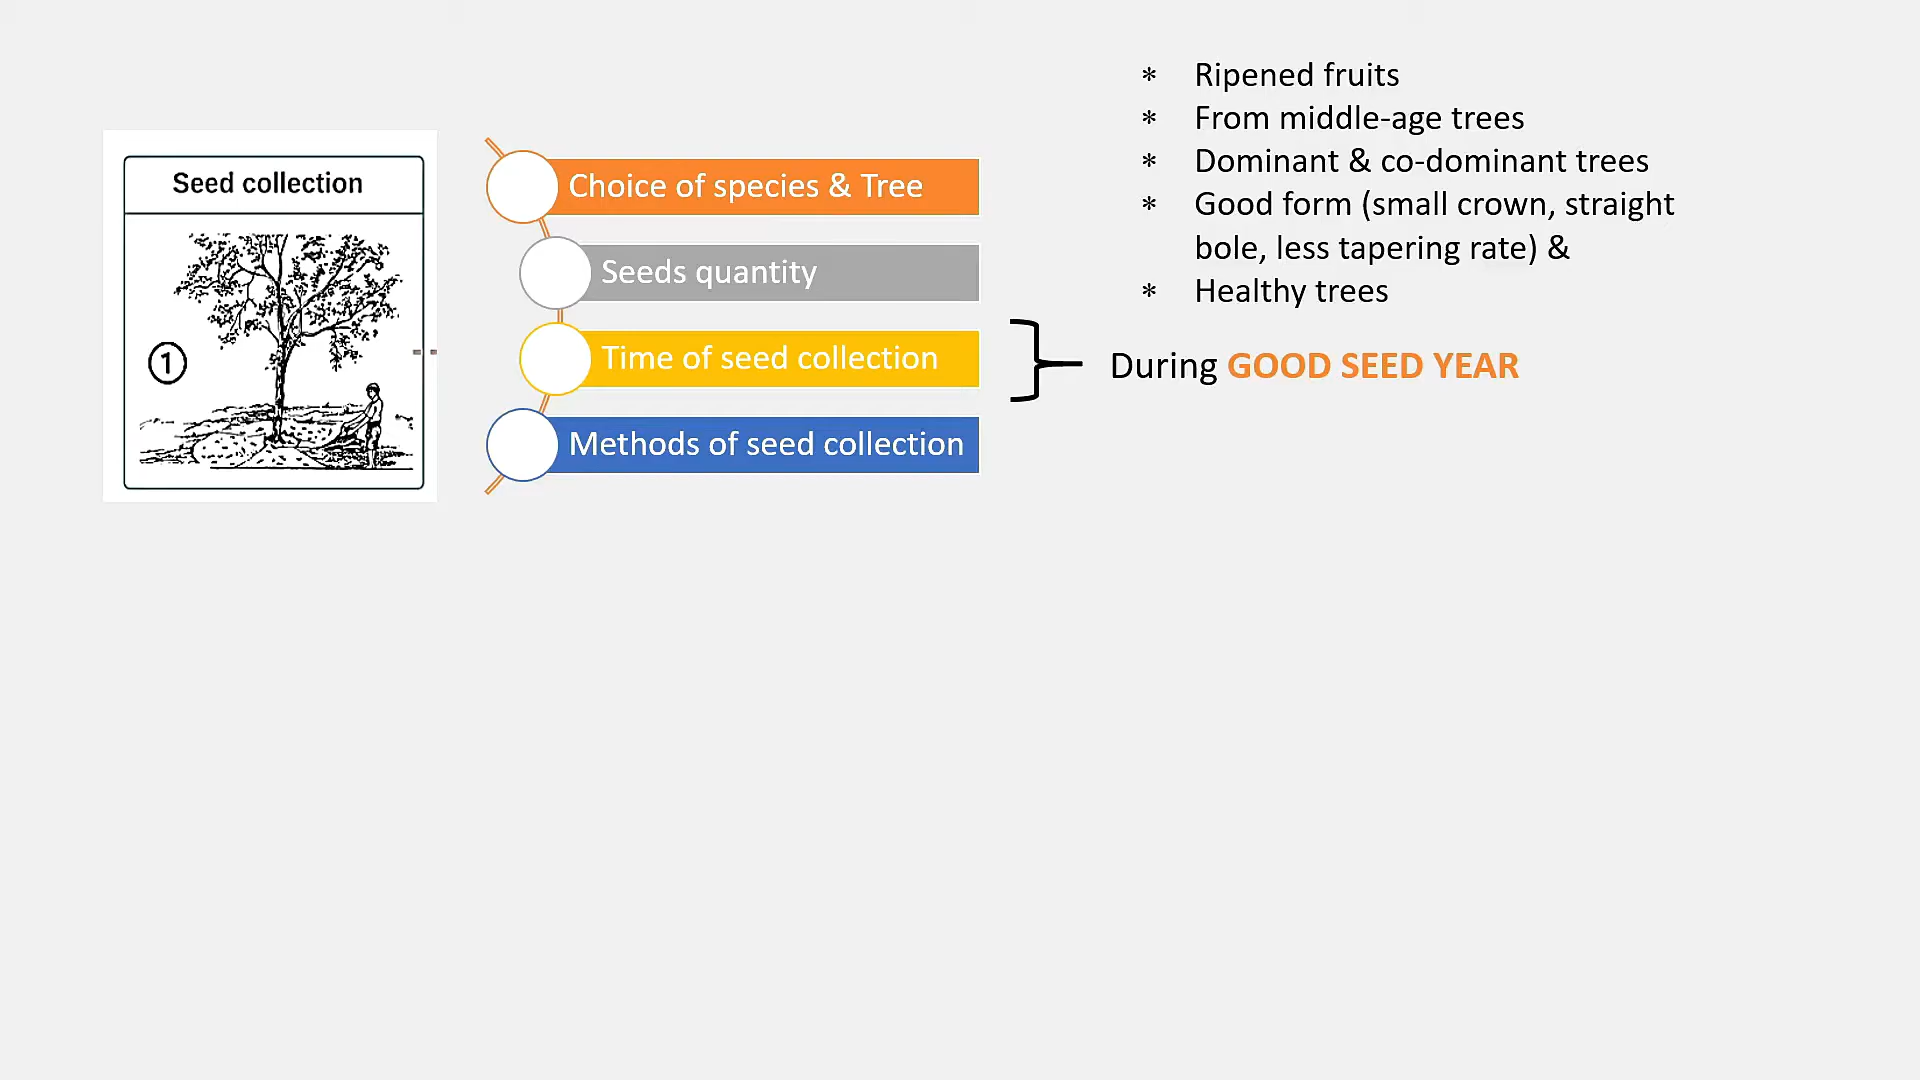 Seed collection
1
Choice of species & Tree
Seeds quantity
Time of seed collection
Methods of seed collection
* Ripened fruits
* From middle-age trees
* Dominant & co-dominant trees
* Good form (small crown, straight
bole, less tapering rate) &
* Healthy trees
During GOOD SEED YEAR